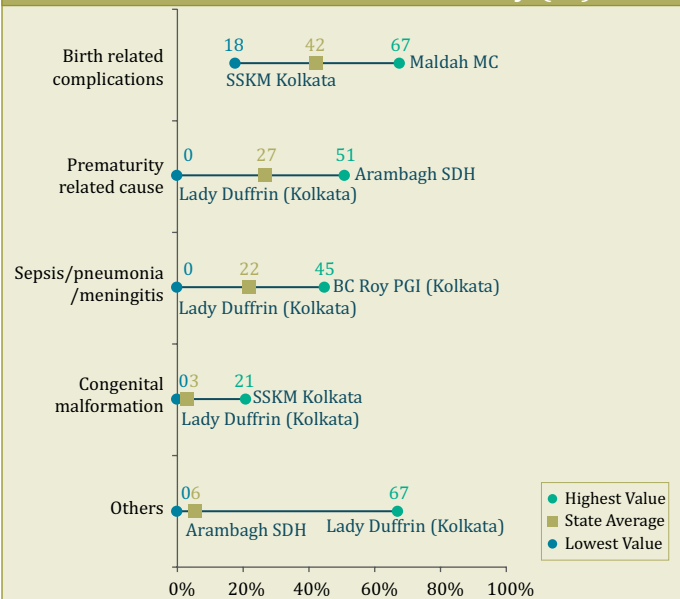 18 42 67
Birth related
complications
Maldah MC
SSKM Kolkata
0 27 51
Prematurity
related cause
Arambagh SDH
Lady Duffrin (Kolkata)
0 22 45
Sepsis/pneumonia
/meningitis
BC Roy PGI (Kolkata)
Lady Duffrin (Kolkata)
0 3 21
Congenital
malformation
SSKM Kolkata
Lady Duffrin (Kolkata)
0 6 67
Others
Arambagh SDH Lady Duffrin (Kolkata)
Highest Value
State Average
Lowest Value
0% 20% 40% 60% 80% 100%